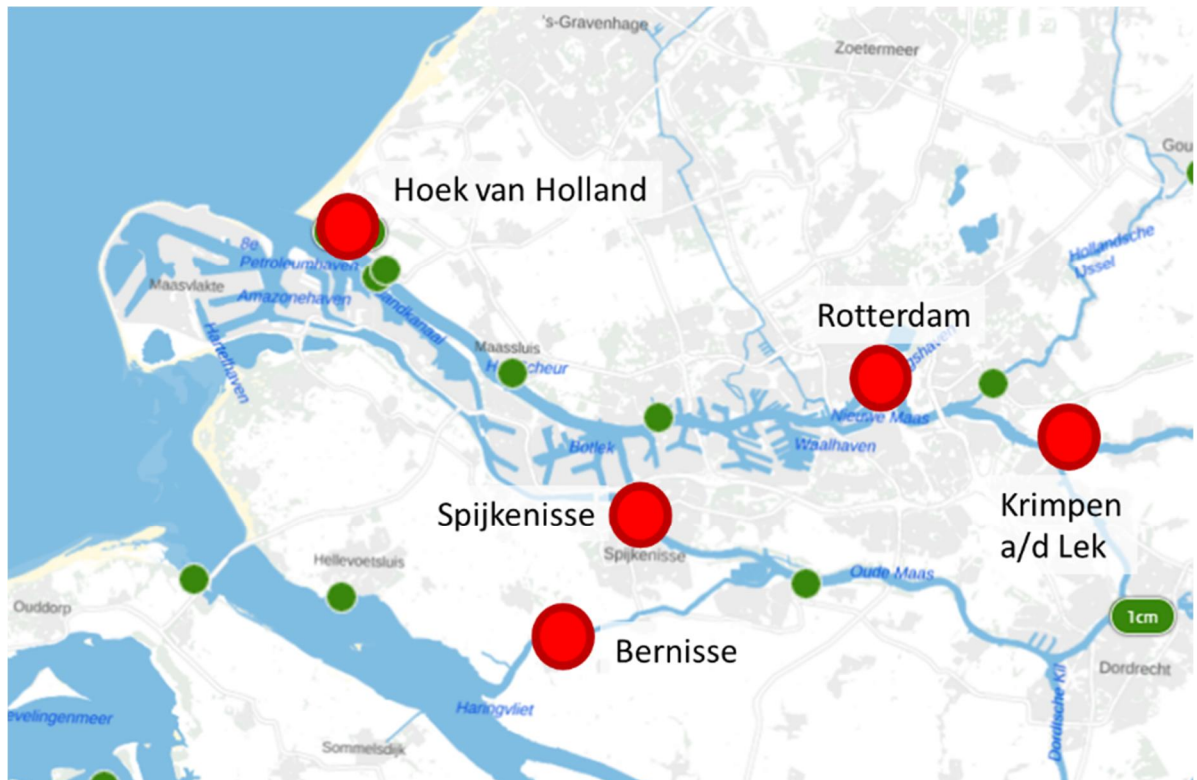 's-Gravenhage
Zoetermeer
Gou
Hoek van Holland
8e
Petroleumhaven
Hollandsche
IJssel
Maasvlakte
Amazonehaven
Hartelhaven
Rotterdam
Maassluis
Nieuwe Maas
Botlek
Waalhaven
Spijkenisse
Krimpen
a/d Lek
Spijkenisse
Hellevoetsluis
Oude Maas
Ouddorp
1cm
Bernisse
Dordrecht
Haringvliet
Dordtsche Kil
evelingenmeer
Sommelsdijk